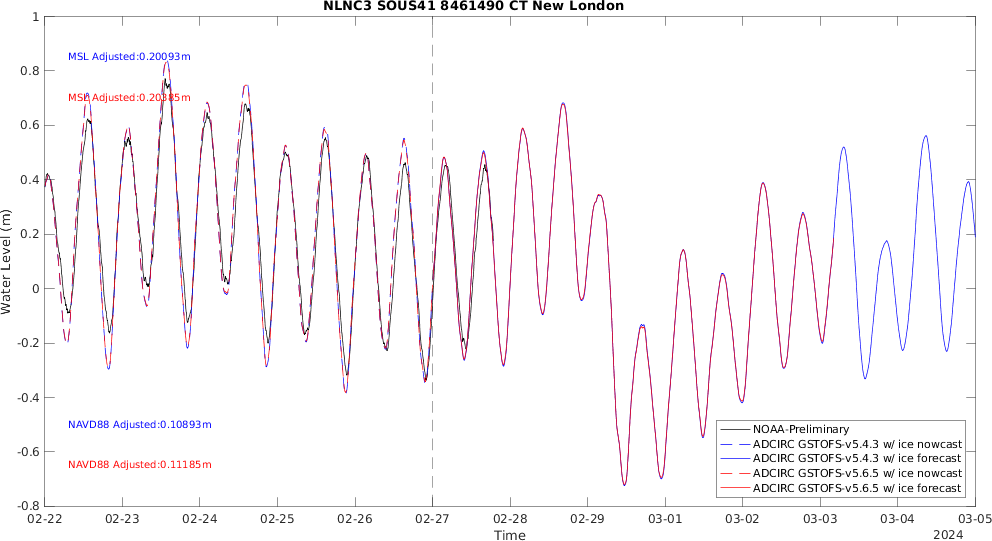 NLNC3 SOUS41 8461490 CT New London
1
0.8
0.6
0.4
0.2
0
-0.2
-0.4
-0.6
-0.8
Water Level (m)
MSL Adjusted:0.20093m
MSL Adjusted:0.20385m
NAVD88 Adjusted:0.10893m
NAVD88 Adjusted:0.11185m
NOAA-Preliminary
ADCIRC GSTOFS-v5.4.3 w/ ice nowcast
ADCIRC GSTOFS-v5.4.3 w/ ice forecast
ADCIRC GSTOFS-v5.6.5 w/ ice nowcast
ADCIRC GSTOFS-v5.6.5 w/ ice forecast
02-22 02-23 02-24 02-25 02-26 02-27 02-28 02-29 03-01 03-02 03-03 03-04 03-05
Time
2024